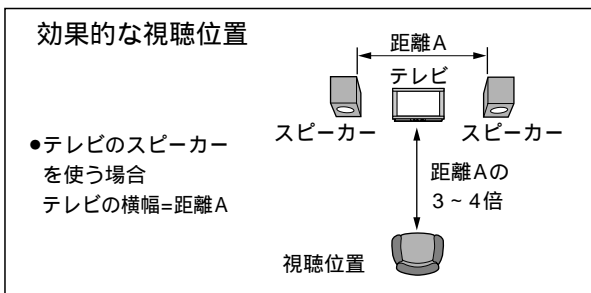 効果的な視聴位置
距離A
テレビ
スピーカー
スピーカー
●テレビのスピーカー
を使う場合
テレビの横幅=距離A
距離Aの
3~4倍
視聴位置